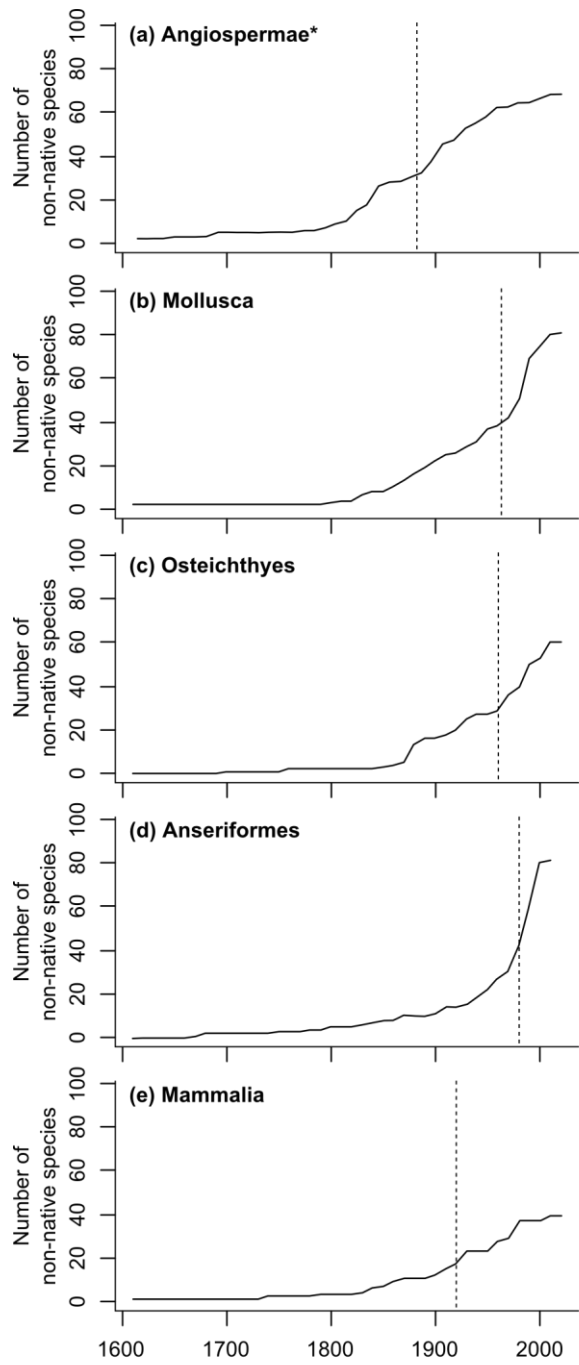 (a) Angiospermae*
Number of
non-native species
100
80
60
40
20
0
(b) Mollusca
Number of
non-native species
100
80
60
40
20
0
(c) Osteichthyes
Number of
non-native species
100
80
60
40
20
0
(d) Anseriformes
Number of
non-native species
100
80
60
40
20
0
(e) Mammalia
Number of
non-native species
100
80
60
40
20
0
1600 1700 1800 1900 2000